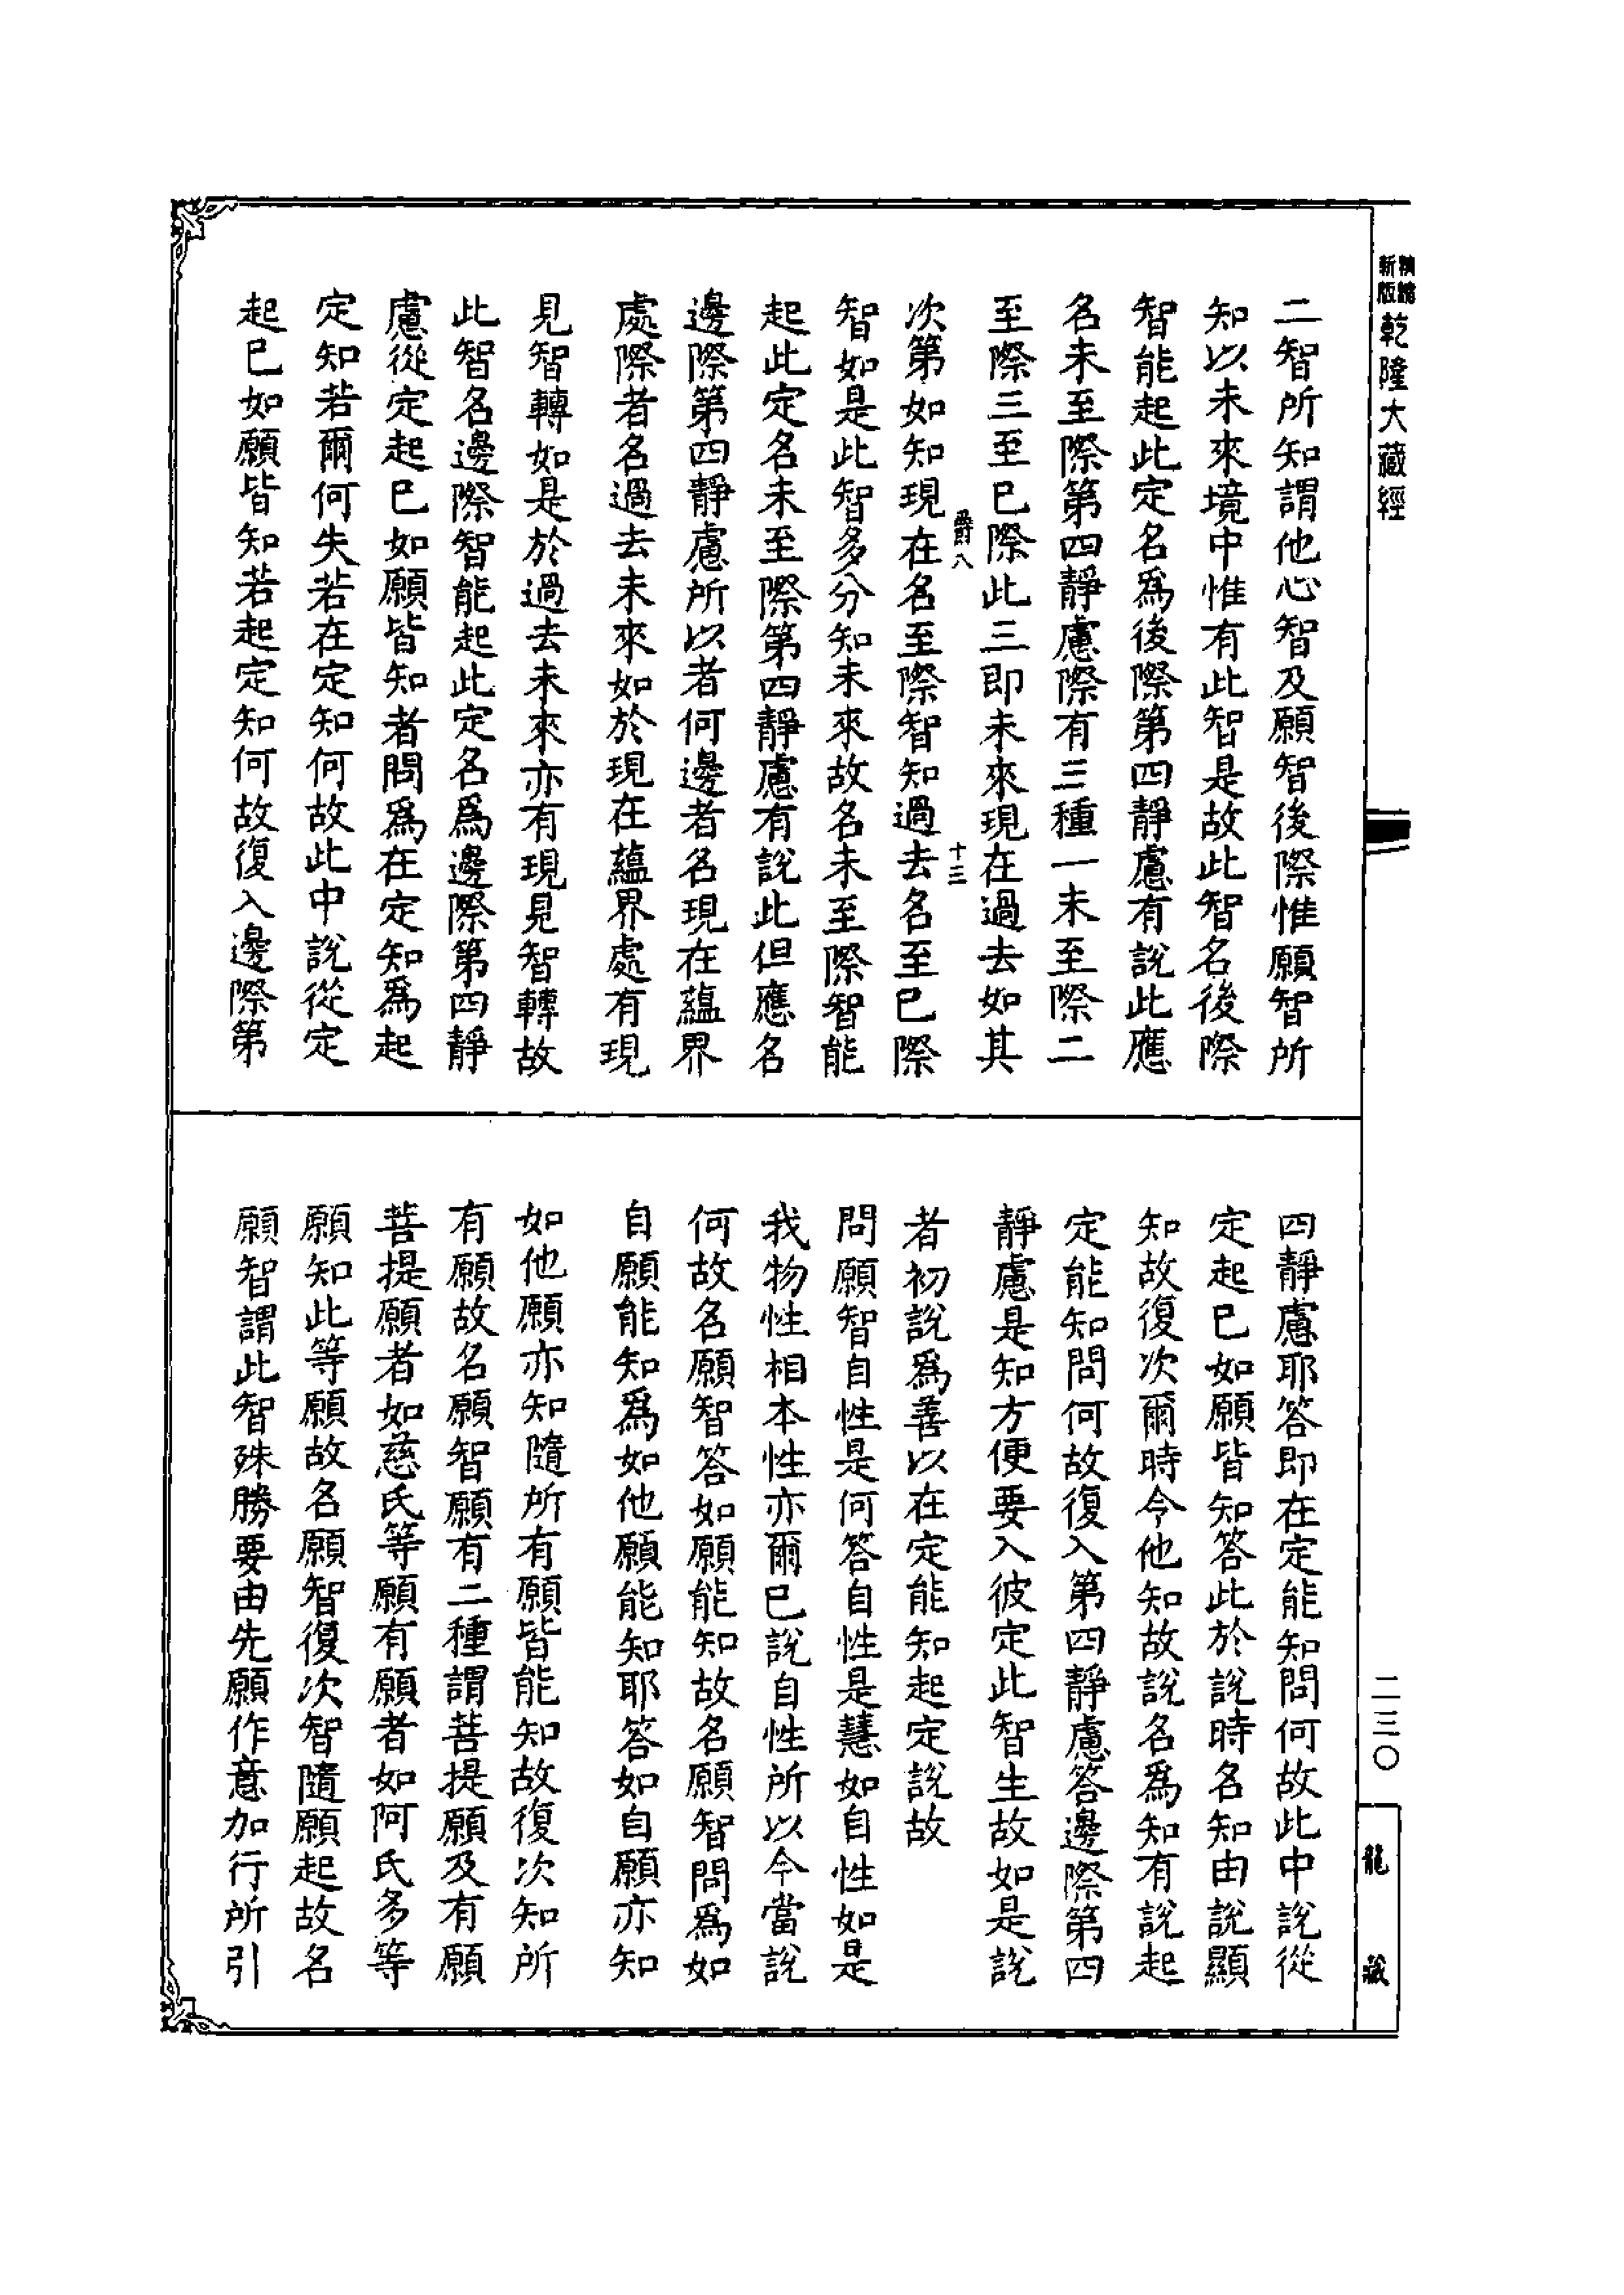 新版
精縮
乾隆大藏經
二智所知謂他心智及願智後際惟願智所
知以未來境中惟有此智是故此智名後際
智能起此定名爲後際第四靜慮有說此應
名未至際第四靜慮際有三種一未至際二
至際三至已際此三即未來現在過去如其
爵八
十三
次第如知現在名至際智知過去名至已際
智如是此智多分知未來故名未至際智能
起此定名未至際第四靜慮有說此但應名
邊際第四靜慮所以者何邊者名現在蘊界
處際者名過去未來如於現在蘊界處有現
見智轉如是於過去未來亦有現見智轉故
此智名邊際智能起此定名爲邊際第四靜
慮從定起已如願皆知者問爲在定知爲起
定知若爾何失若在定知何故此中說從定
起已如願皆知若起定知何故復入邊際第
四靜慮耶答即在定能知問何故此中說從
定起已如願皆知答此於說時名知由說顯
知故復次爾時令他知故說名爲知有說起
定能知問何故復入第四靜慮答邊際第四
靜慮是知方便要入彼定此智生故如是說
者初說爲善以在定能知起定說故
問願智自性是何答自性是慧如自性如是
我物性相本性亦爾已說自性所以今當說
何故名願智答如願能知故名願智問爲如
自願能知爲如他願能知耶答如自願亦知
如他願亦知隨所有願皆能知故復次知所
有願故名願智願有二種謂菩提願及有願
菩提願者如慈氏等願有願者如阿氏多等
願知此等願故名願智復次智隨願起故名
願智謂此智殊勝要由先願作意加行所引
二三〇
龍藏